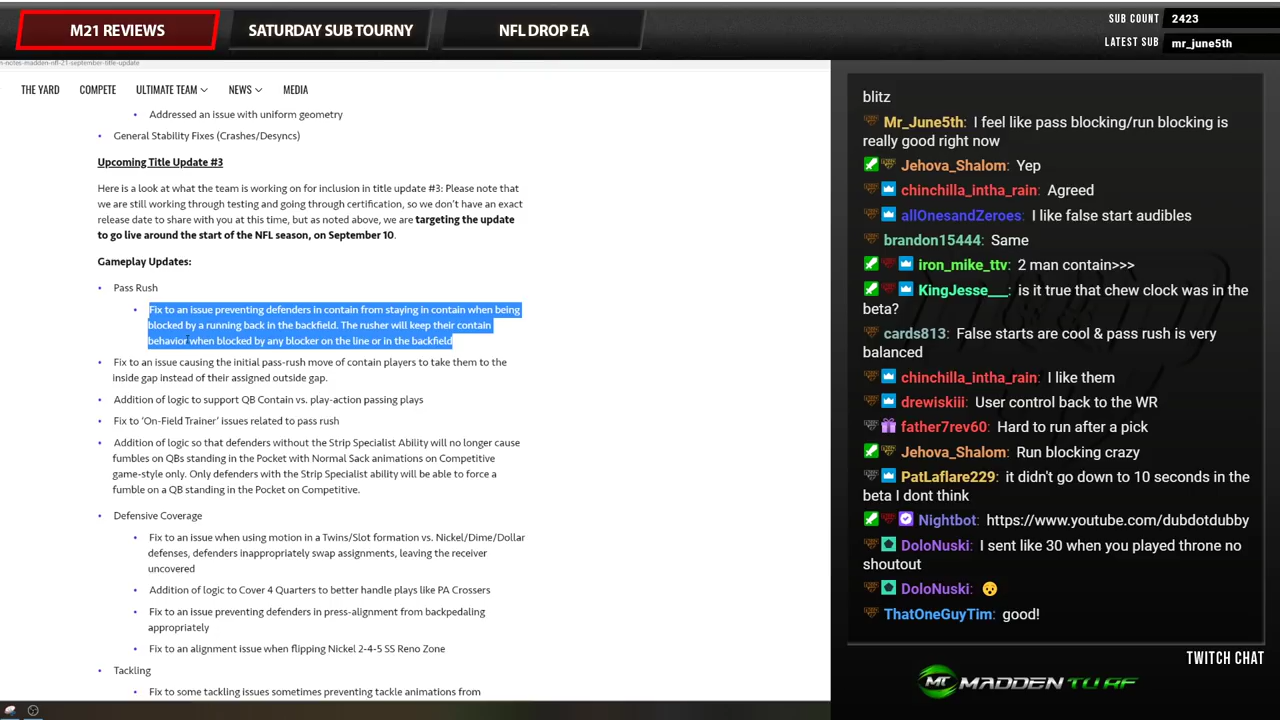 M21 REVIEWS
SATURDAY SUB TOURNY
NFL DROP EA
SUB COUNT 2423
LATEST SUB mr_june5th
n-notes-madden-nfl-21-september-title-update
THE YARD COMPETE ULTIMATE TEAM NEWS MEDIA
Addressed an issue with uniform geometry
General Stability Fixes (Crashes/Desyncs)
Upcoming Title Update #3
Here is a look at what the team is working on for inclusion in title update #3: Please note that
we are still working through testing and going through certification, so we don't have an exact
release date to share with you at this time, but as noted above, we are targeting the update
to go live around the start of the NFL season, on September 10.
Gameplay Updates:
Pass Rush
Fix to an issue preventing defenders in contain from staying in contain when being
blocked by a running back in the backfield. The rusher will keep their contain
behavior when blocked by any blocker on the line or in the backfield
Fix to an issue causing the initial pass-rush move of contain players to take them to the
inside gap instead of their assigned outside gap.
Addition of logic to support QB Contain vs. play-action passing plays
Fix to 'On-Field Trainer' issues related to pass rush
Addition of logic so that defenders without the Strip Specialist Ability will no longer cause
fumbles on QBs standing in the Pocket with Normal Sack animations on Competitive
game-style only. Only defenders with the Strip Specialist ability will be able to force a
fumble on a QB standing in the Pocket on Competitive.
Defensive Coverage
Fix to an issue when using motion in a Twins/Slot formation vs. Nickel/Dime/Dollar
defenses, defenders inappropriately swap assignments, leaving the receiver
uncovered
Addition of logic to Cover 4 Quarters to better handle plays like PA Crossers
Fix to an issue preventing defenders in press-alignment from backpedaling
appropriately
Fix to an alignment issue when flipping Nickel 2-4-5 SS Reno Zone
Tackling
Fix to some tackling issues sometimes preventing tackle animations from
blitz
Mr_June5th: I feel like pass blocking/run blocking is
really good right now
Jehova_Shalom: Yep
chinchilla_intha_rain: Agreed
allOnesandZeroes: I like false start audibles
brandon15444: Same
iron_mike_ttv: 2 man contain>>>
KingJesse___: is it true that chew clock was in the
beta?
cards813: False starts are cool & pass rush is very
balanced
chinchilla_intha_rain: I like them
drewiskiii: User control back to the WR
father7rev60: Hard to run after a pick
Jehova_Shalom: Run blocking crazy
PatLaflare229: it didn't go down to 10 seconds in the
beta I dont think
Nightbot: https://www.youtube.com/dubdotdubby
DoloNuski: I sent like 30 when you played throne no
shoutout
DoloNuski: 😟
ThatOneGuyTim: good!
TWITCH CHAT
MT MADDEN TURF